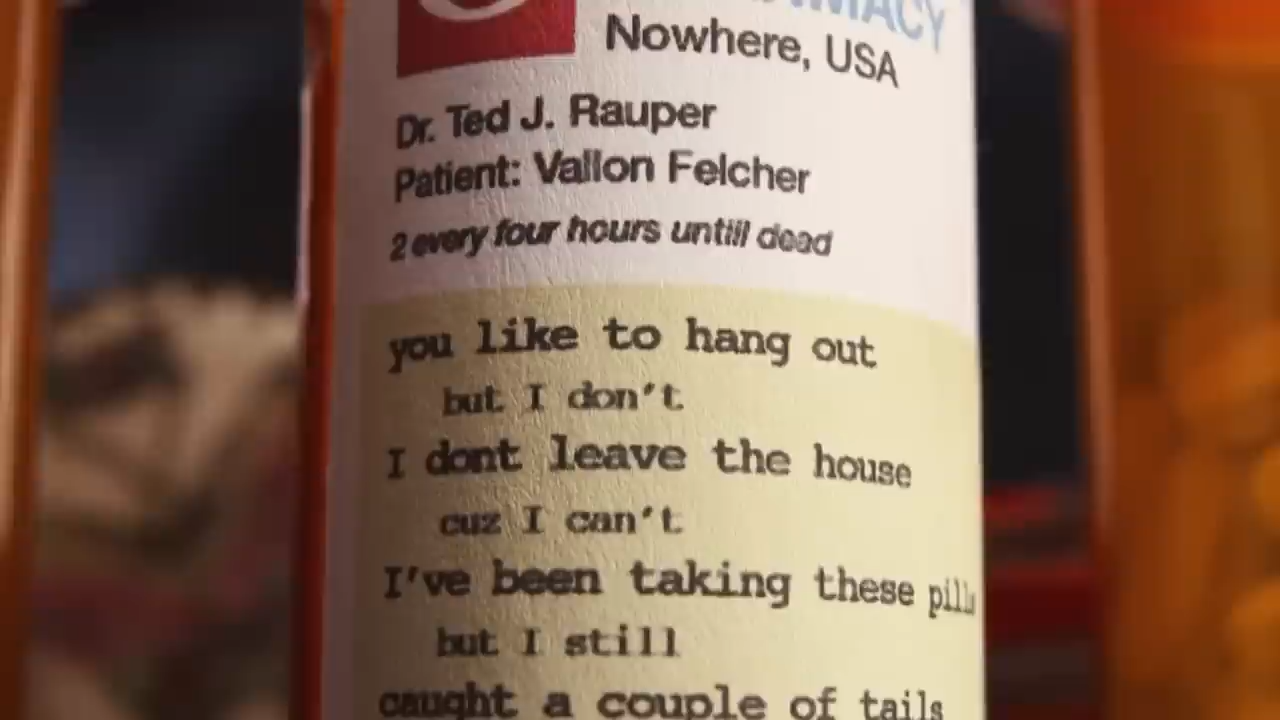 Nowhere, USA
Dr. Ted J. Rauper
Patient: Vallon Felcher
2 every four hours untill dead
you like to hang out
but I don't
I dont leave the house
cuz I can't
I've been taking these pills
but I still
caught a couple of tails